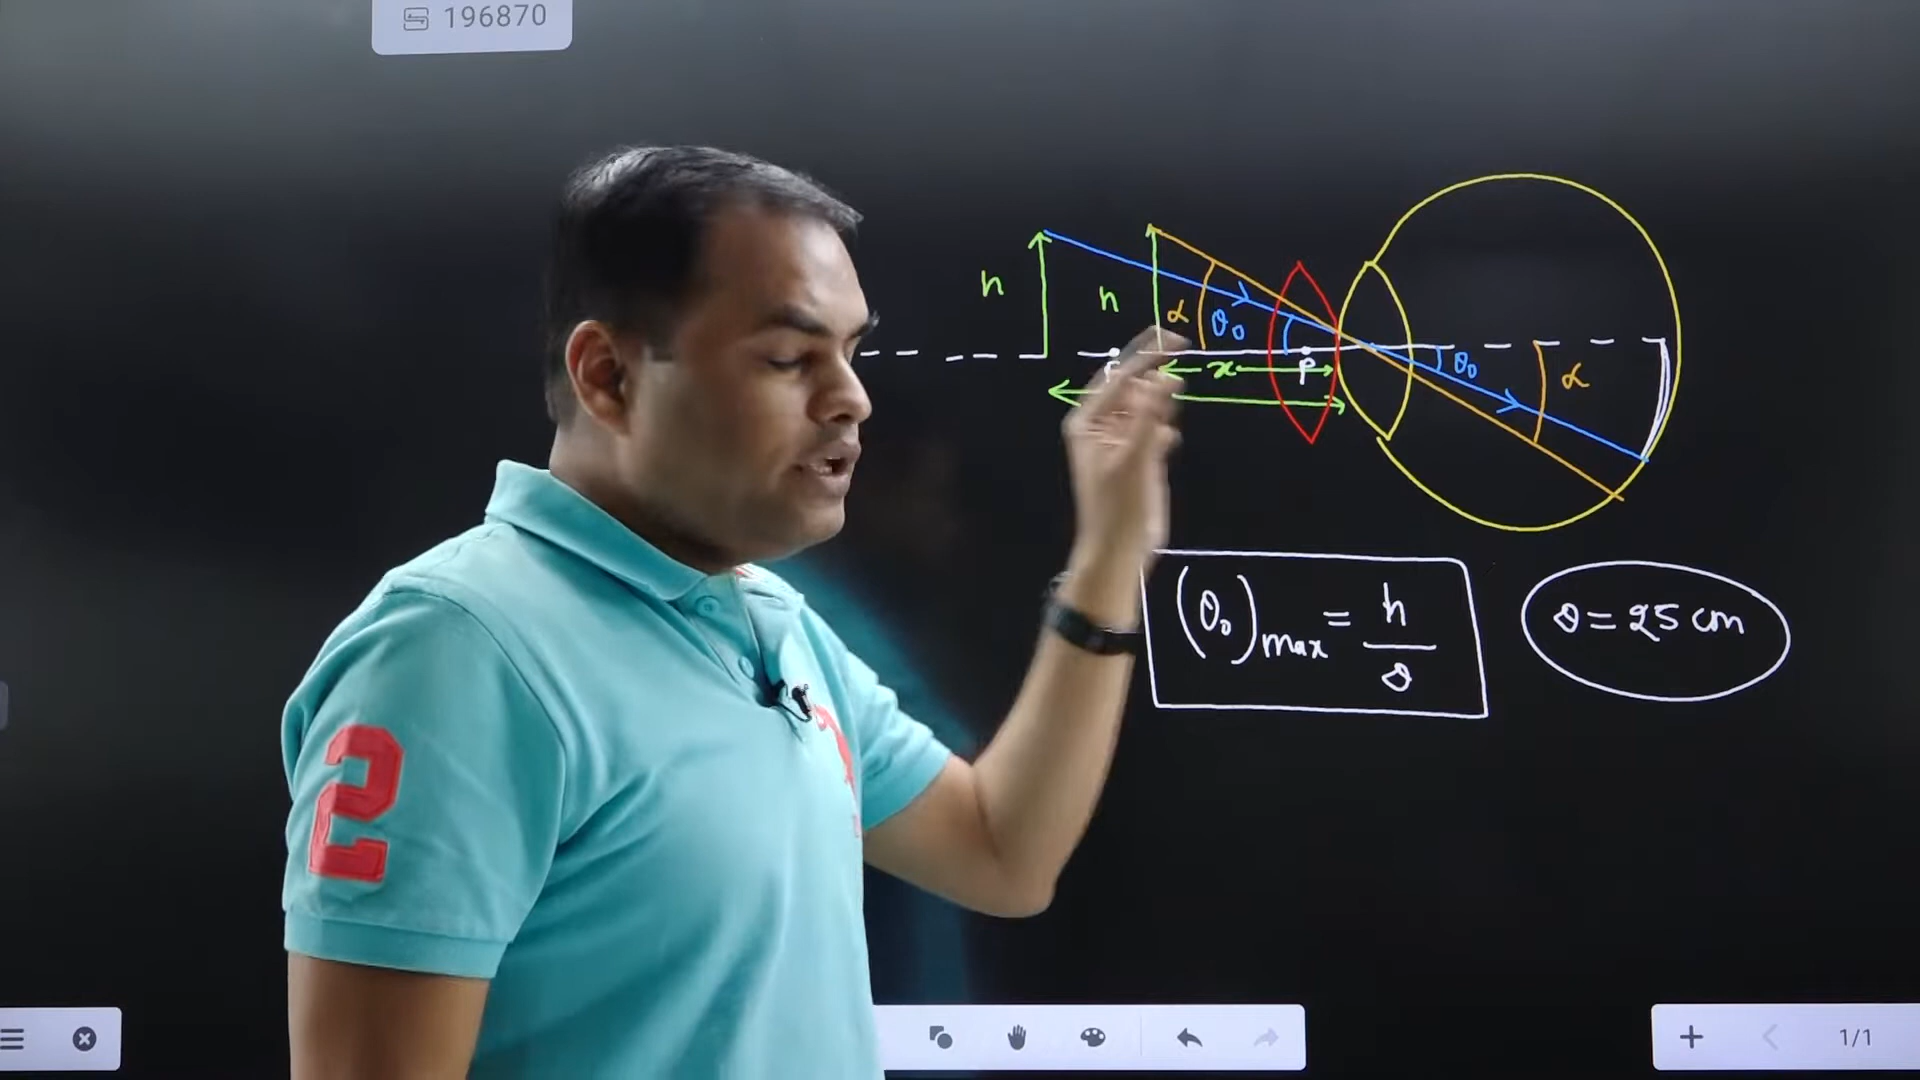 196870
h
h
α
θ₀
F
x
P
θ₀
α
(θ₀)max = h/D
D = 25 cm
2
1/1